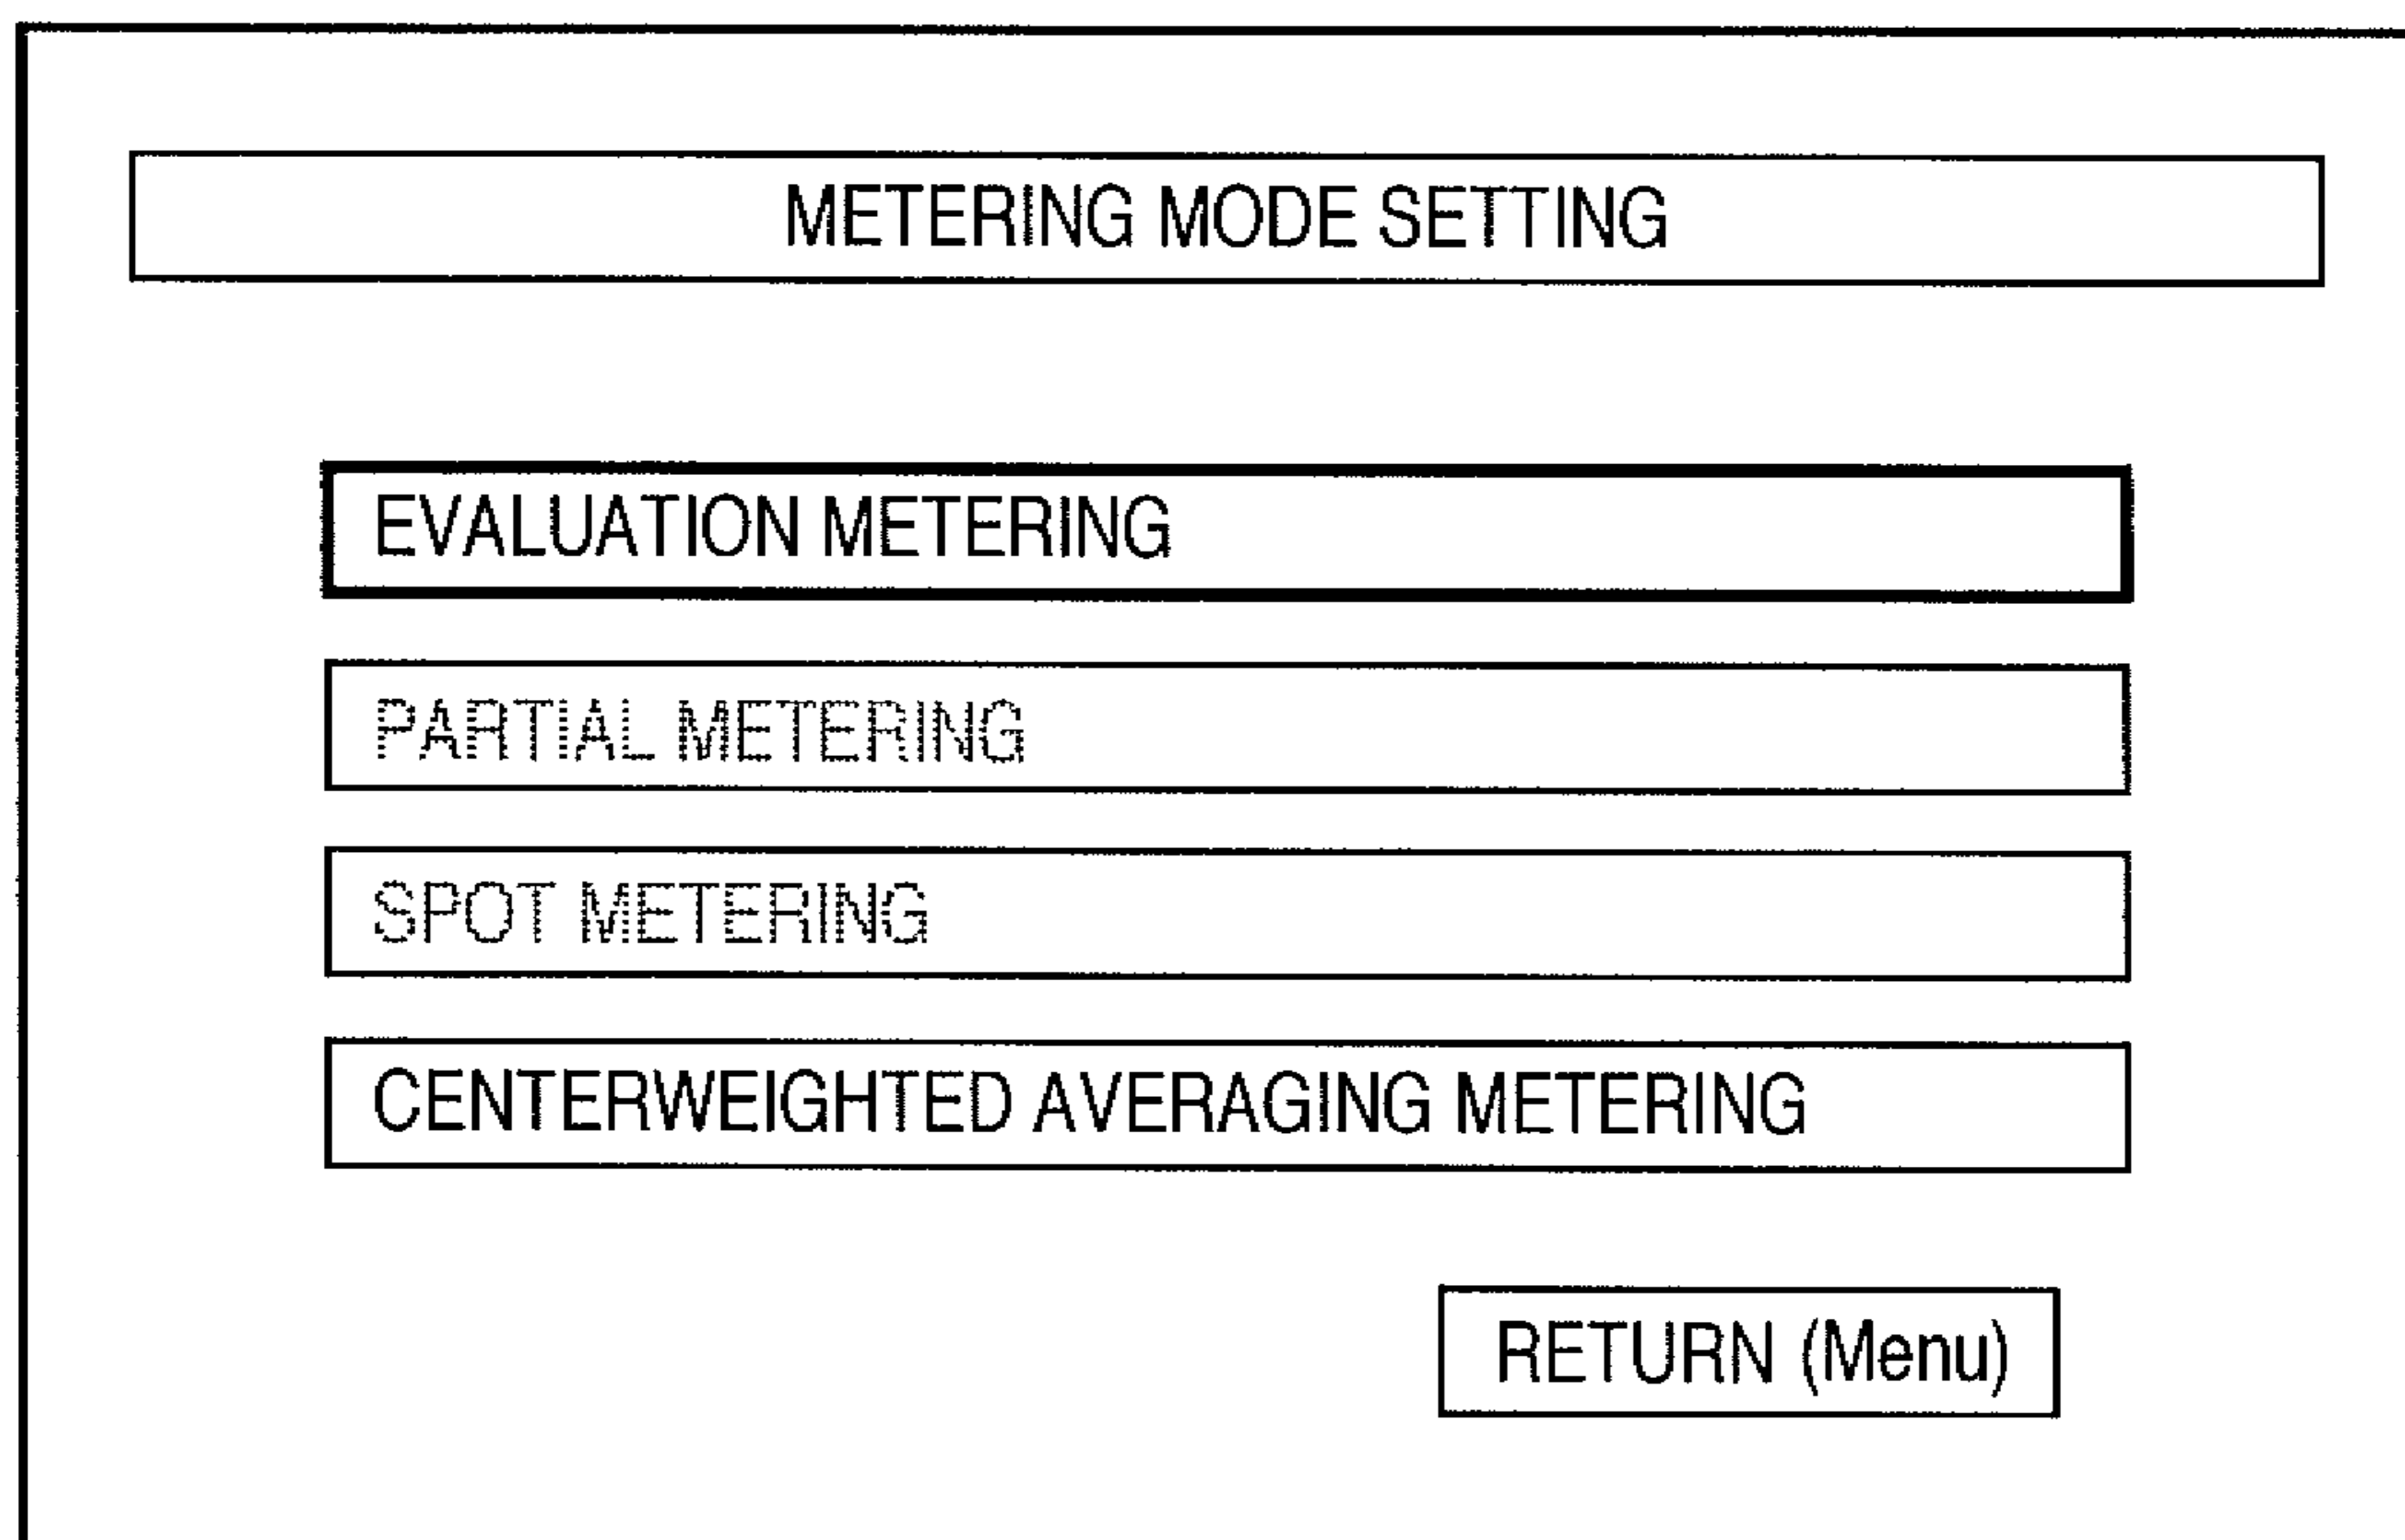 METERING MODE SETTING
EVALUATION METERING
PARTIAL METERING
SPOT METERING
CENTERWEIGHTED AVERAGING METERING
RETURN (Menu)